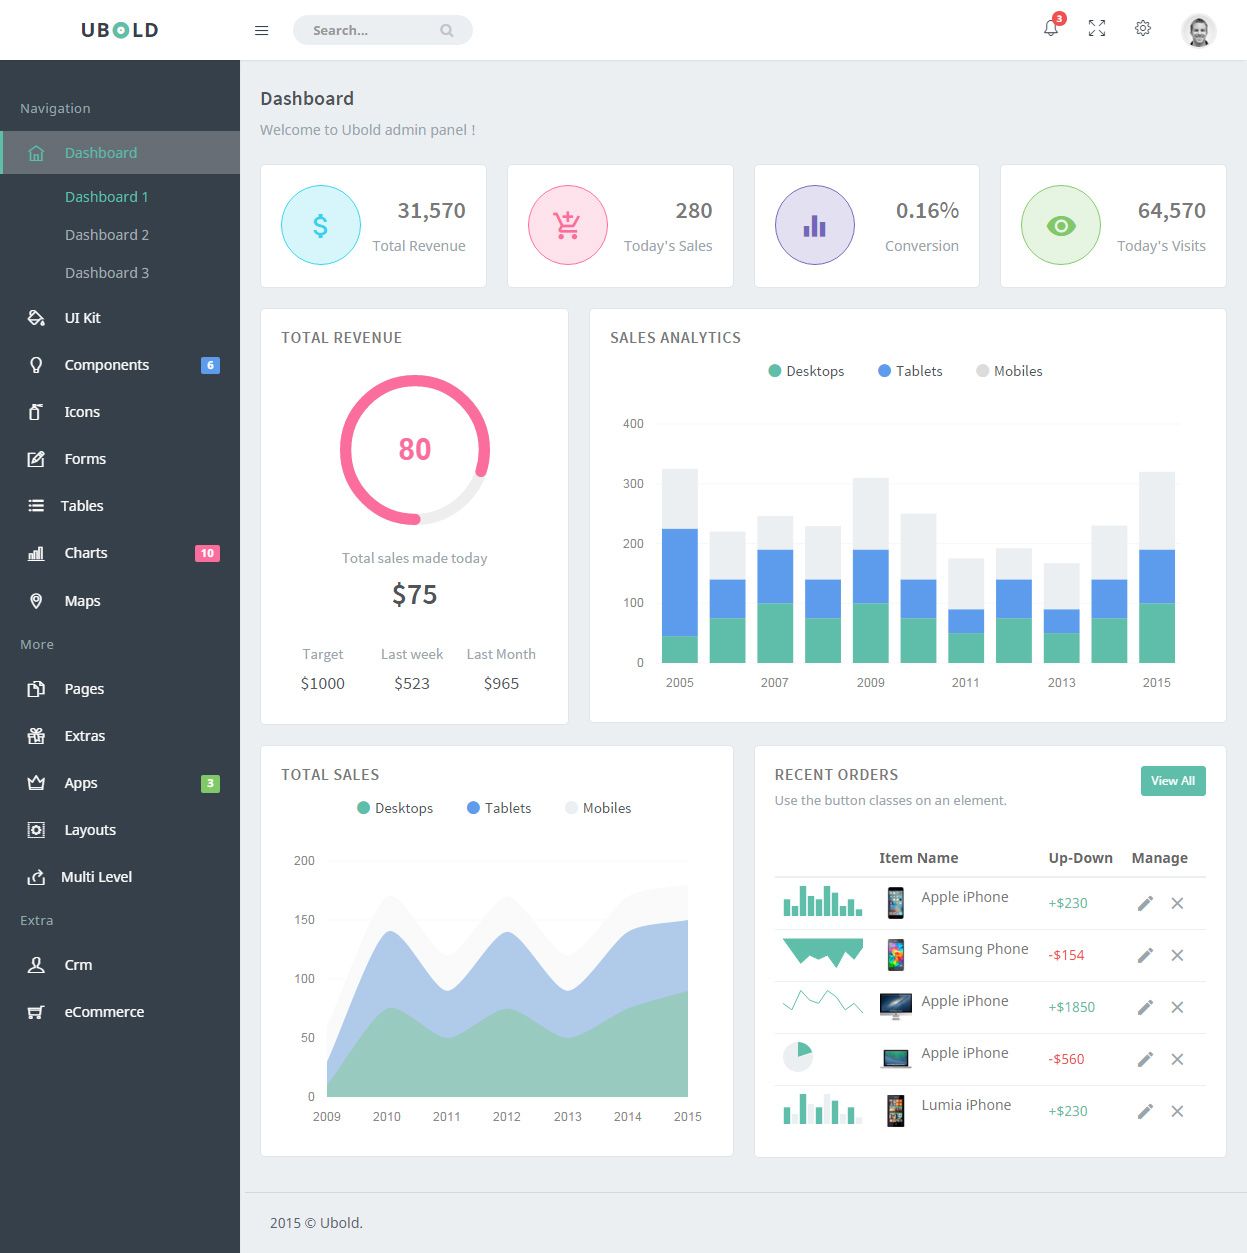 UBOLD
Search...
3
Navigation
Dashboard
Dashboard 1
Dashboard 2
Dashboard 3
UI Kit
Components 6
Icons
Forms
Tables
Charts 10
Maps
More
Pages
Extras
Apps 3
Layouts
Multi Level
Extra
Crm
eCommerce
Dashboard
Welcome to Ubold admin panel !
$
31,570
Total Revenue
280
Today's Sales
0.16%
Conversion
64,570
Today's Visits
TOTAL REVENUE
80
Total sales made today
$75
Target Last week Last Month
$1000 $523 $965
SALES ANALYTICS
Desktops Tablets Mobiles
400
300
200
100
0
2005 2007 2009 2011 2013 2015
TOTAL SALES
Desktops Tablets Mobiles
200
150
100
50
0
2009 2010 2011 2012 2013 2014 2015
RECENT ORDERS
View All
Use the button classes on an element.
Item Name Up-Down Manage
Apple iPhone +$230
Samsung Phone -$154
Apple iPhone +$1850
Apple iPhone -$560
Lumia iPhone +$230
2015 © Ubold.